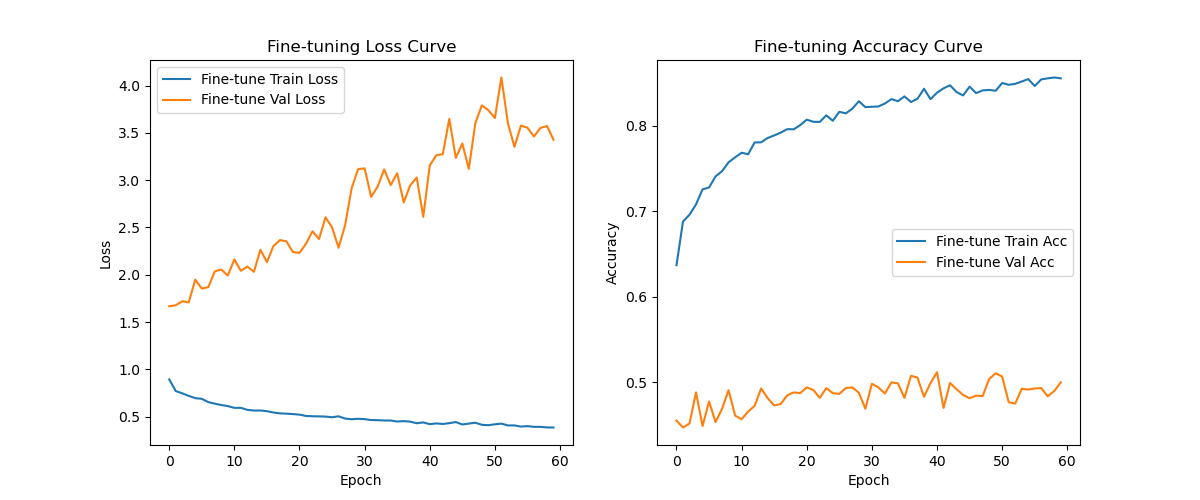 Fine-tuning Loss Curve
Fine-tune Train Loss
Fine-tune Val Loss
4.0
3.5
3.0
2.5
2.0
1.5
1.0
0.5
Loss
0 10 20 30 40 50 60
Epoch
Fine-tuning Accuracy Curve
0.8
0.7
0.6
0.5
Accuracy
Fine-tune Train Acc
Fine-tune Val Acc
0 10 20 30 40 50 60
Epoch